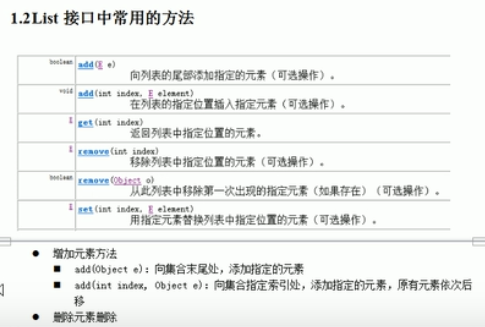 1.2List 接口中常用的方法
boolean add(E e)
向列表的尾部添加指定的元素（可选操作）。
void add(int index, E element)
在列表的指定位置插入指定元素（可选操作）。
E get(int index)
返回列表中指定位置的元素。
E remove(int index)
移除列表中指定位置的元素（可选操作）。
boolean remove(Object o)
从此列表中移除第一次出现的指定元素（如果存在）（可选操作）。
E set(int index, E element)
用指定元素替换列表中指定位置的元素（可选操作）。
● 增加元素方法
■ add(Object e)：向集合末尾处，添加指定的元素
■ add(int index, Object e)：向集合指定索引处，添加指定的元素，原有元素依次后
移
● 删除元素删除